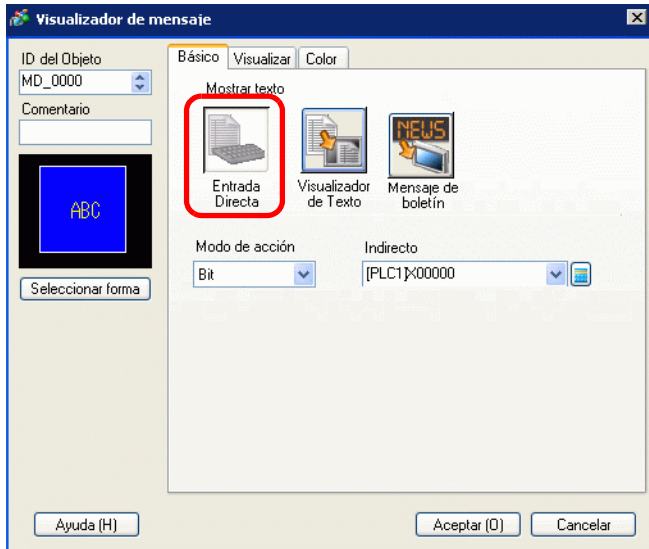 Visualizador de mensaje
ID del Objeto
MD_0000
Comentario
ABC
Seleccionar forma
Básico Visualizar Color
Mostrar texto
NEWS
Entrada Directa
Visualizador de Texto
Mensaje de boletín
Modo de acción Indirecto
Bit [PLC1]X00000
Ayuda (H) Aceptar (O) Cancelar